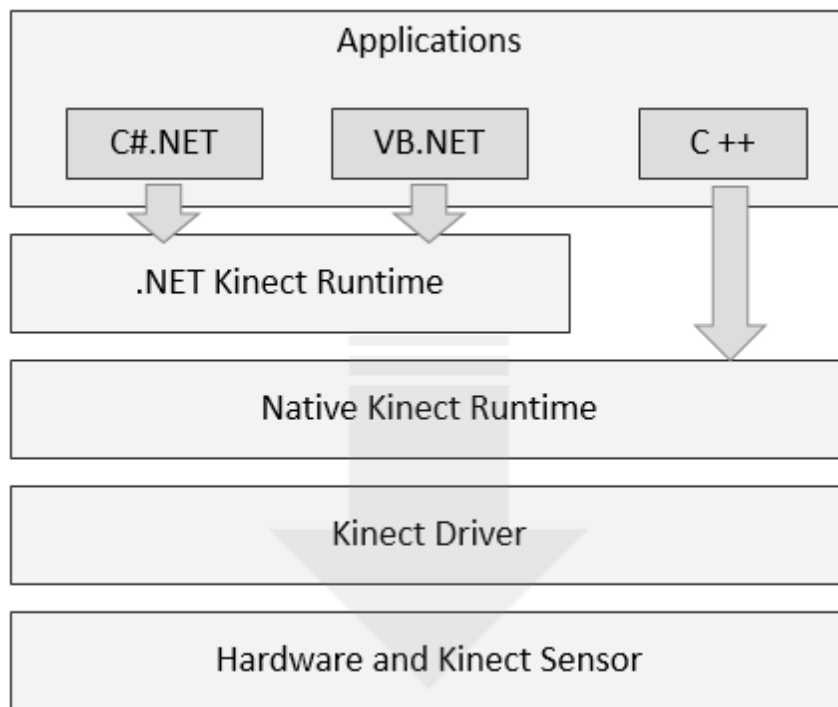 Applications
C#.NET
VB.NET
C ++
.NET Kinect Runtime
Native Kinect Runtime
Kinect Driver
Hardware and Kinect Sensor